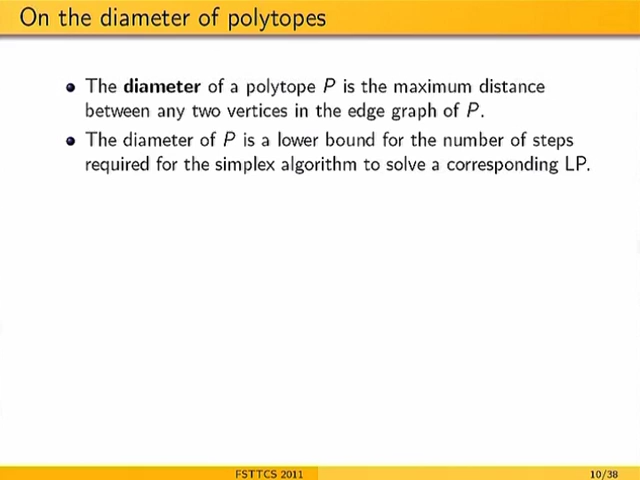 On the diameter of polytopes
The diameter of a polytope P is the maximum distance
between any two vertices in the edge graph of P.
The diameter of P is a lower bound for the number of steps
required for the simplex algorithm to solve a corresponding LP.
FSTTCS 2011
10/38